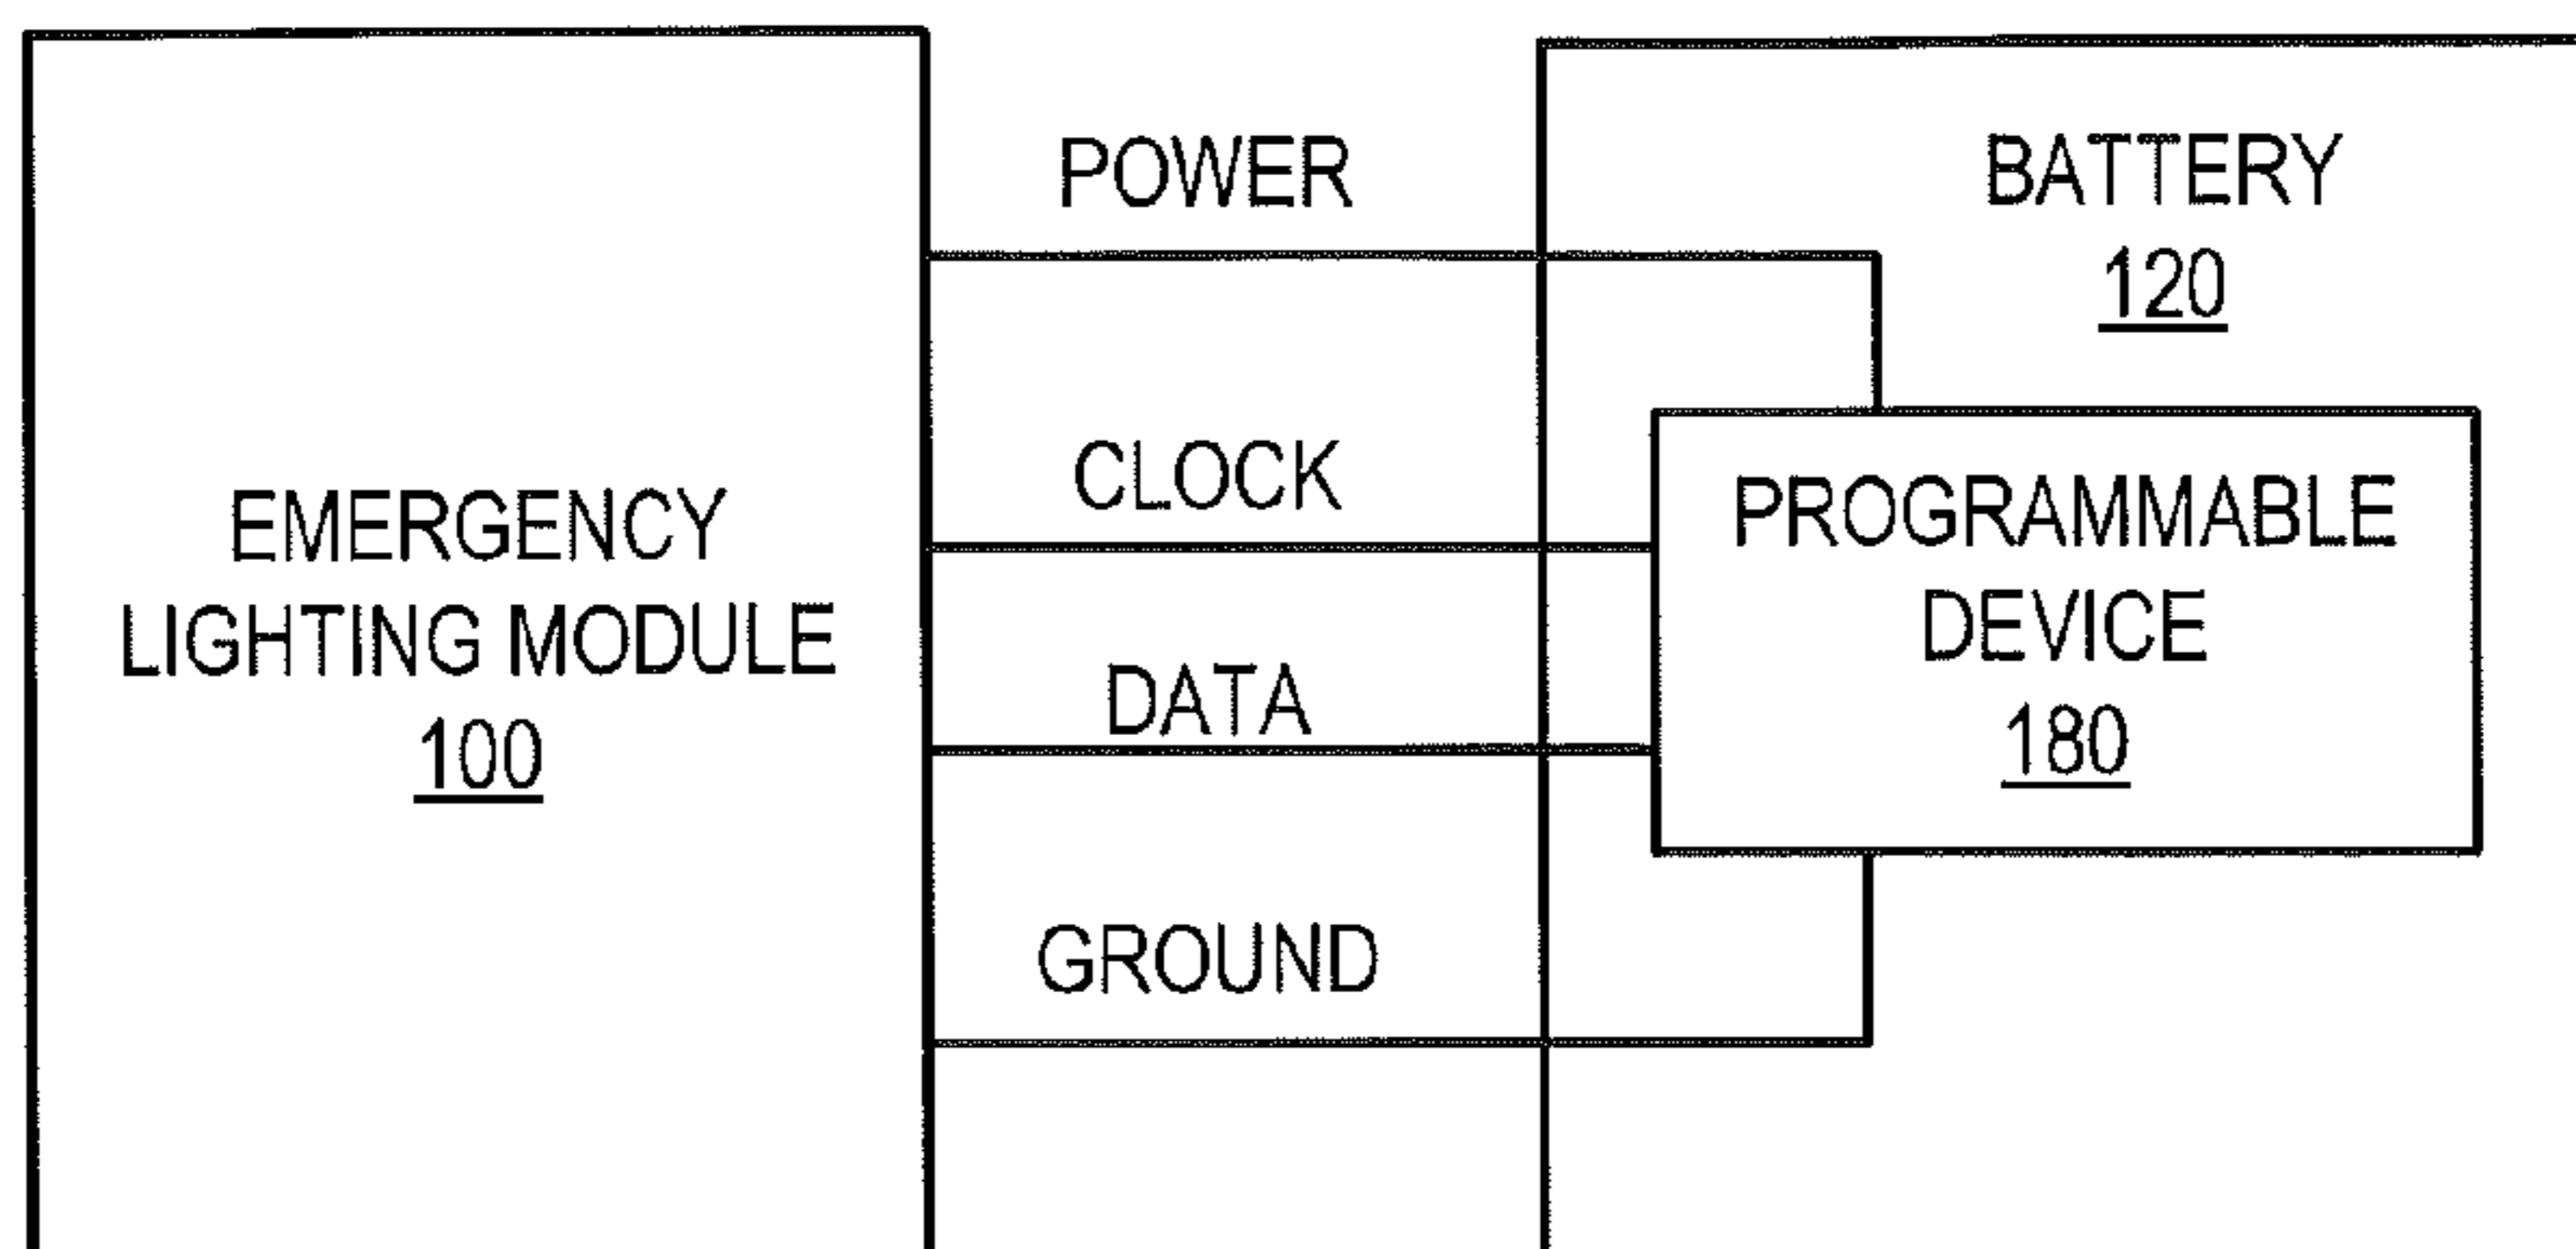 POWER
BATTERY
120
CLOCK
EMERGENCY
LIGHTING MODULE
100
PROGRAMMABLE
DEVICE
180
DATA
GROUND